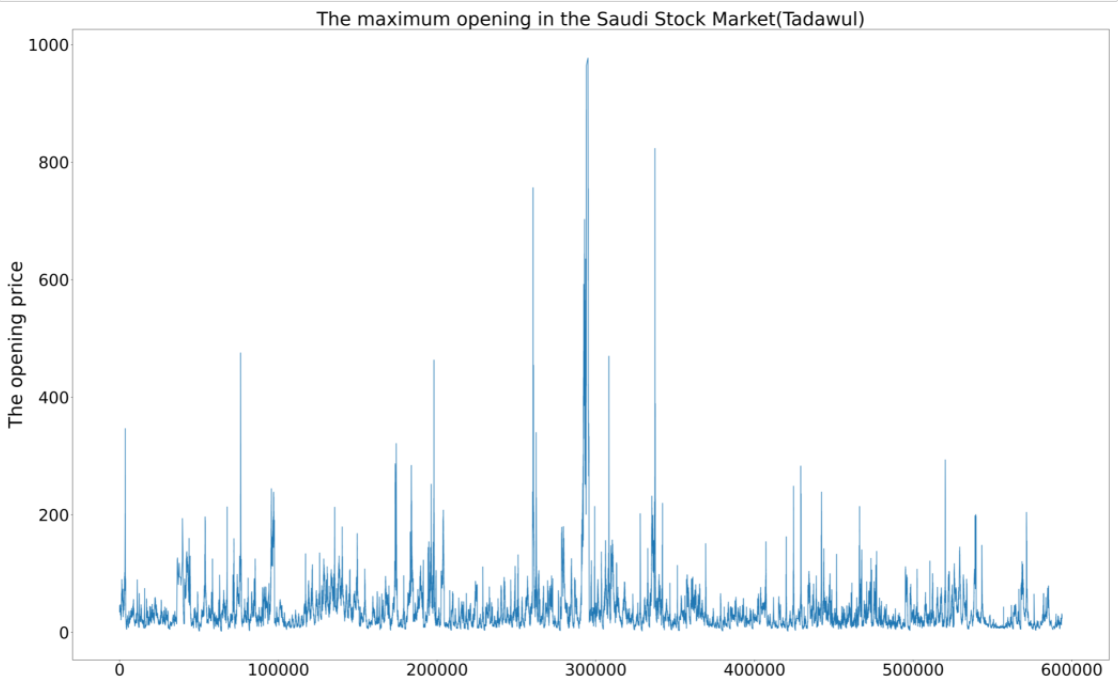 The maximum opening in the Saudi Stock Market(Tadawul)
The opening price
1000
800
600
400
200
0
0 100000 200000 300000 400000 500000 600000